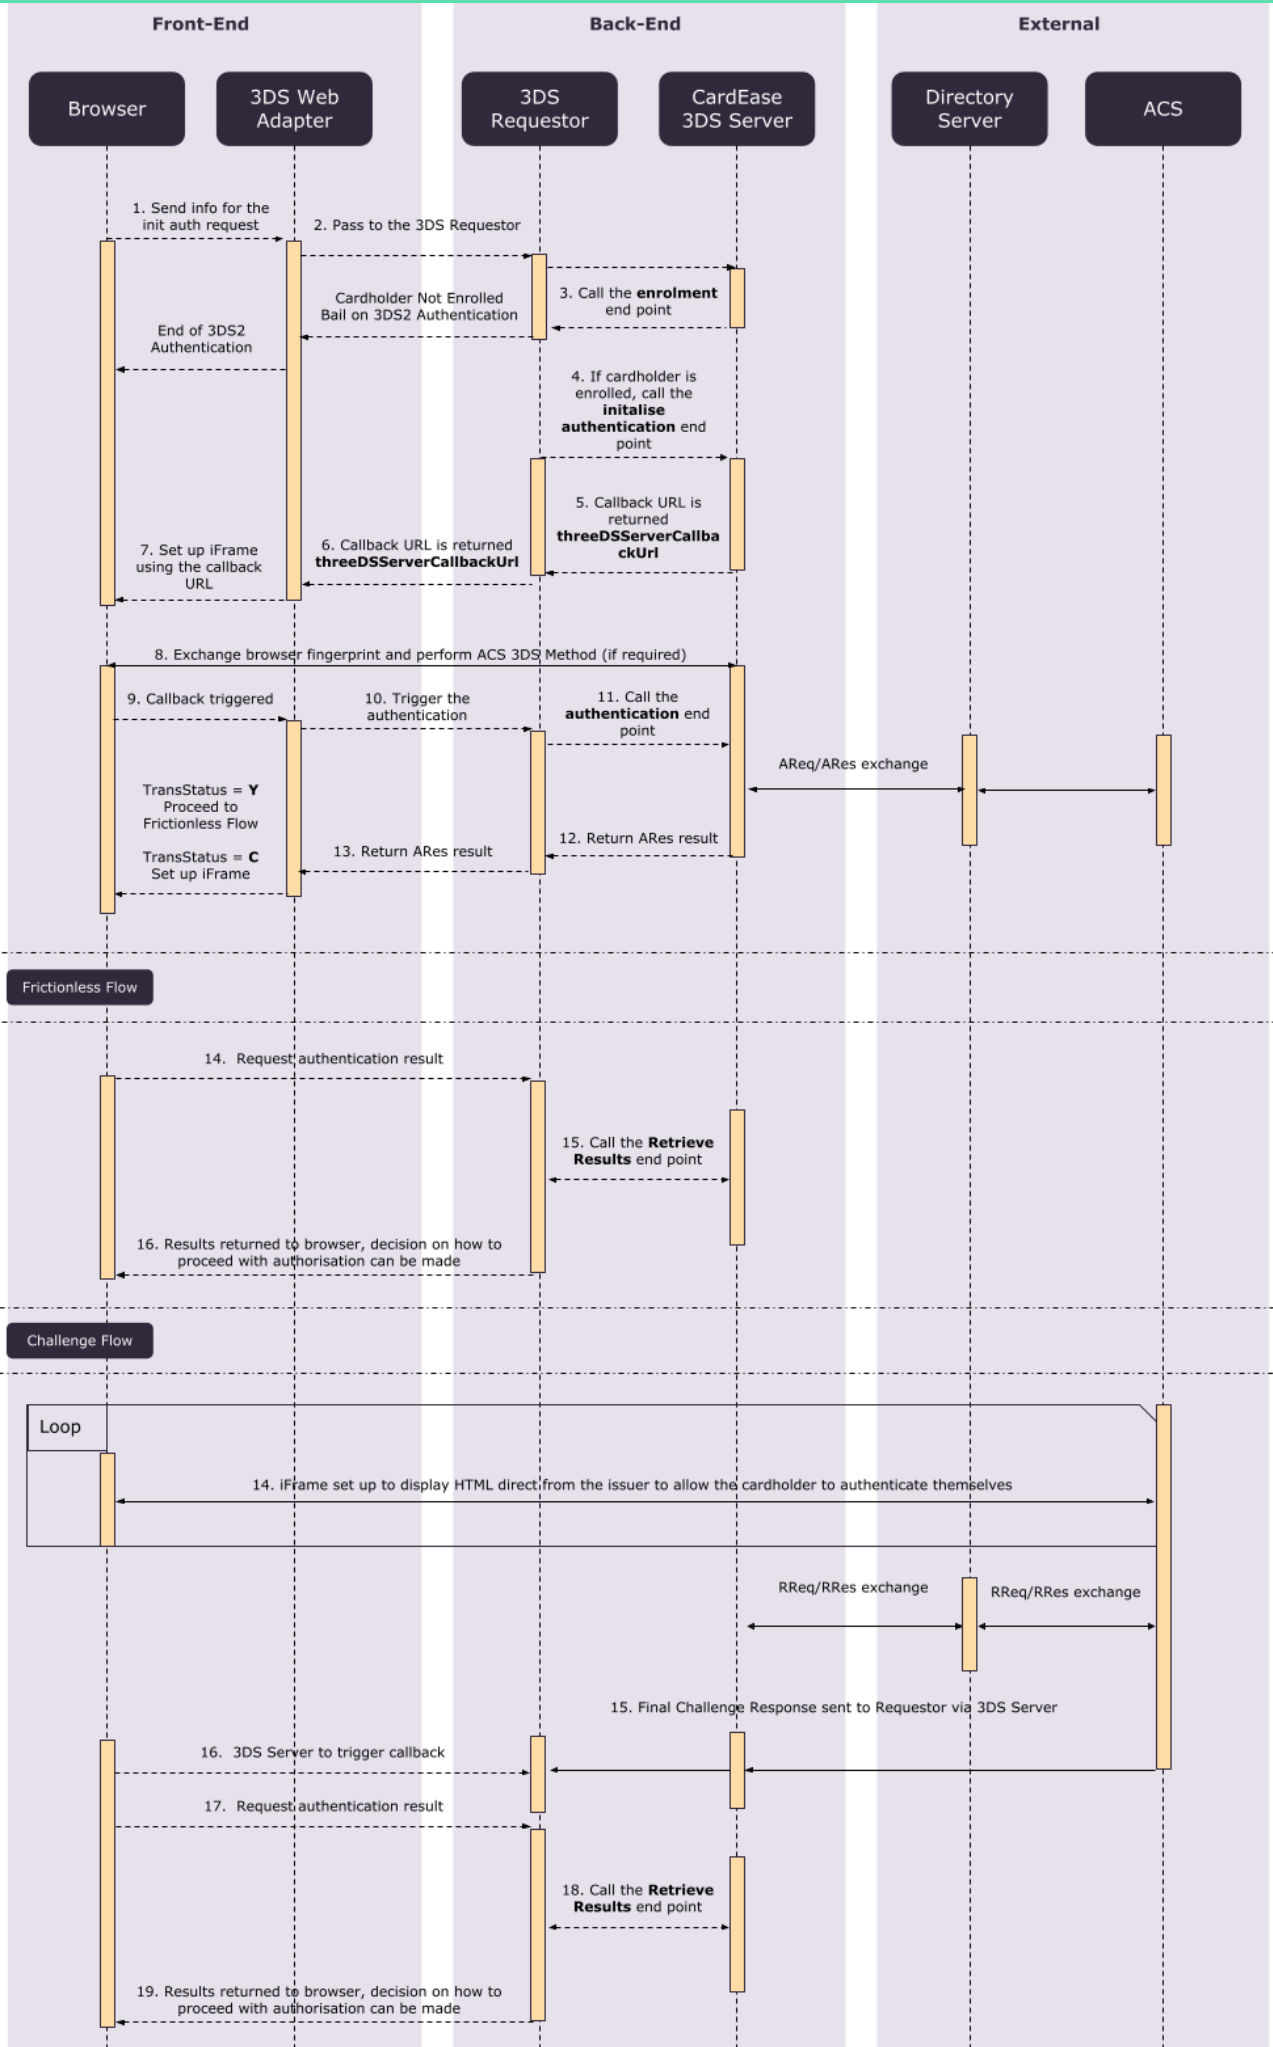 Front-End
Back-End
External
Browser
3DS Web
Adapter
3DS
Requestor
CardEase
3DS Server
Directory
Server
ACS
1. Send info for the
init auth request
2. Pass to the 3DS Requestor
3. Call the enrolment
end point
Cardholder Not Enrolled
Bail on 3DS2 Authentication
End of 3DS2
Authentication
4. If cardholder is
enrolled, call the
initalise
authentication end
point
5. Callback URL is
returned
threeDSServerCallba
ckUrl
6. Callback URL is returned
threeDSServerCallbackUrl
7. Set up iFrame
using the callback
URL
8. Exchange browser fingerprint and perform ACS 3DS Method (if required)
9. Callback triggered
10. Trigger the
authentication
11. Call the
authentication end
point
AReq/ARes exchange
TransStatus = Y
Proceed to
Frictionless Flow
TransStatus = C
Set up iFrame
12. Return ARes result
13. Return ARes result
Frictionless Flow
14. Request authentication result
15. Call the Retrieve
Results end point
16. Results returned to browser, decision on how to
proceed with authorisation can be made
Challenge Flow
Loop
14. iFrame set up to display HTML direct from the issuer to allow the cardholder to authenticate themselves
RReq/RRes exchange
RReq/RRes exchange
15. Final Challenge Response sent to Requestor via 3DS Server
16. 3DS Server to trigger callback
17. Request authentication result
18. Call the Retrieve
Results end point
19. Results returned to browser, decision on how to
proceed with authorisation can be made